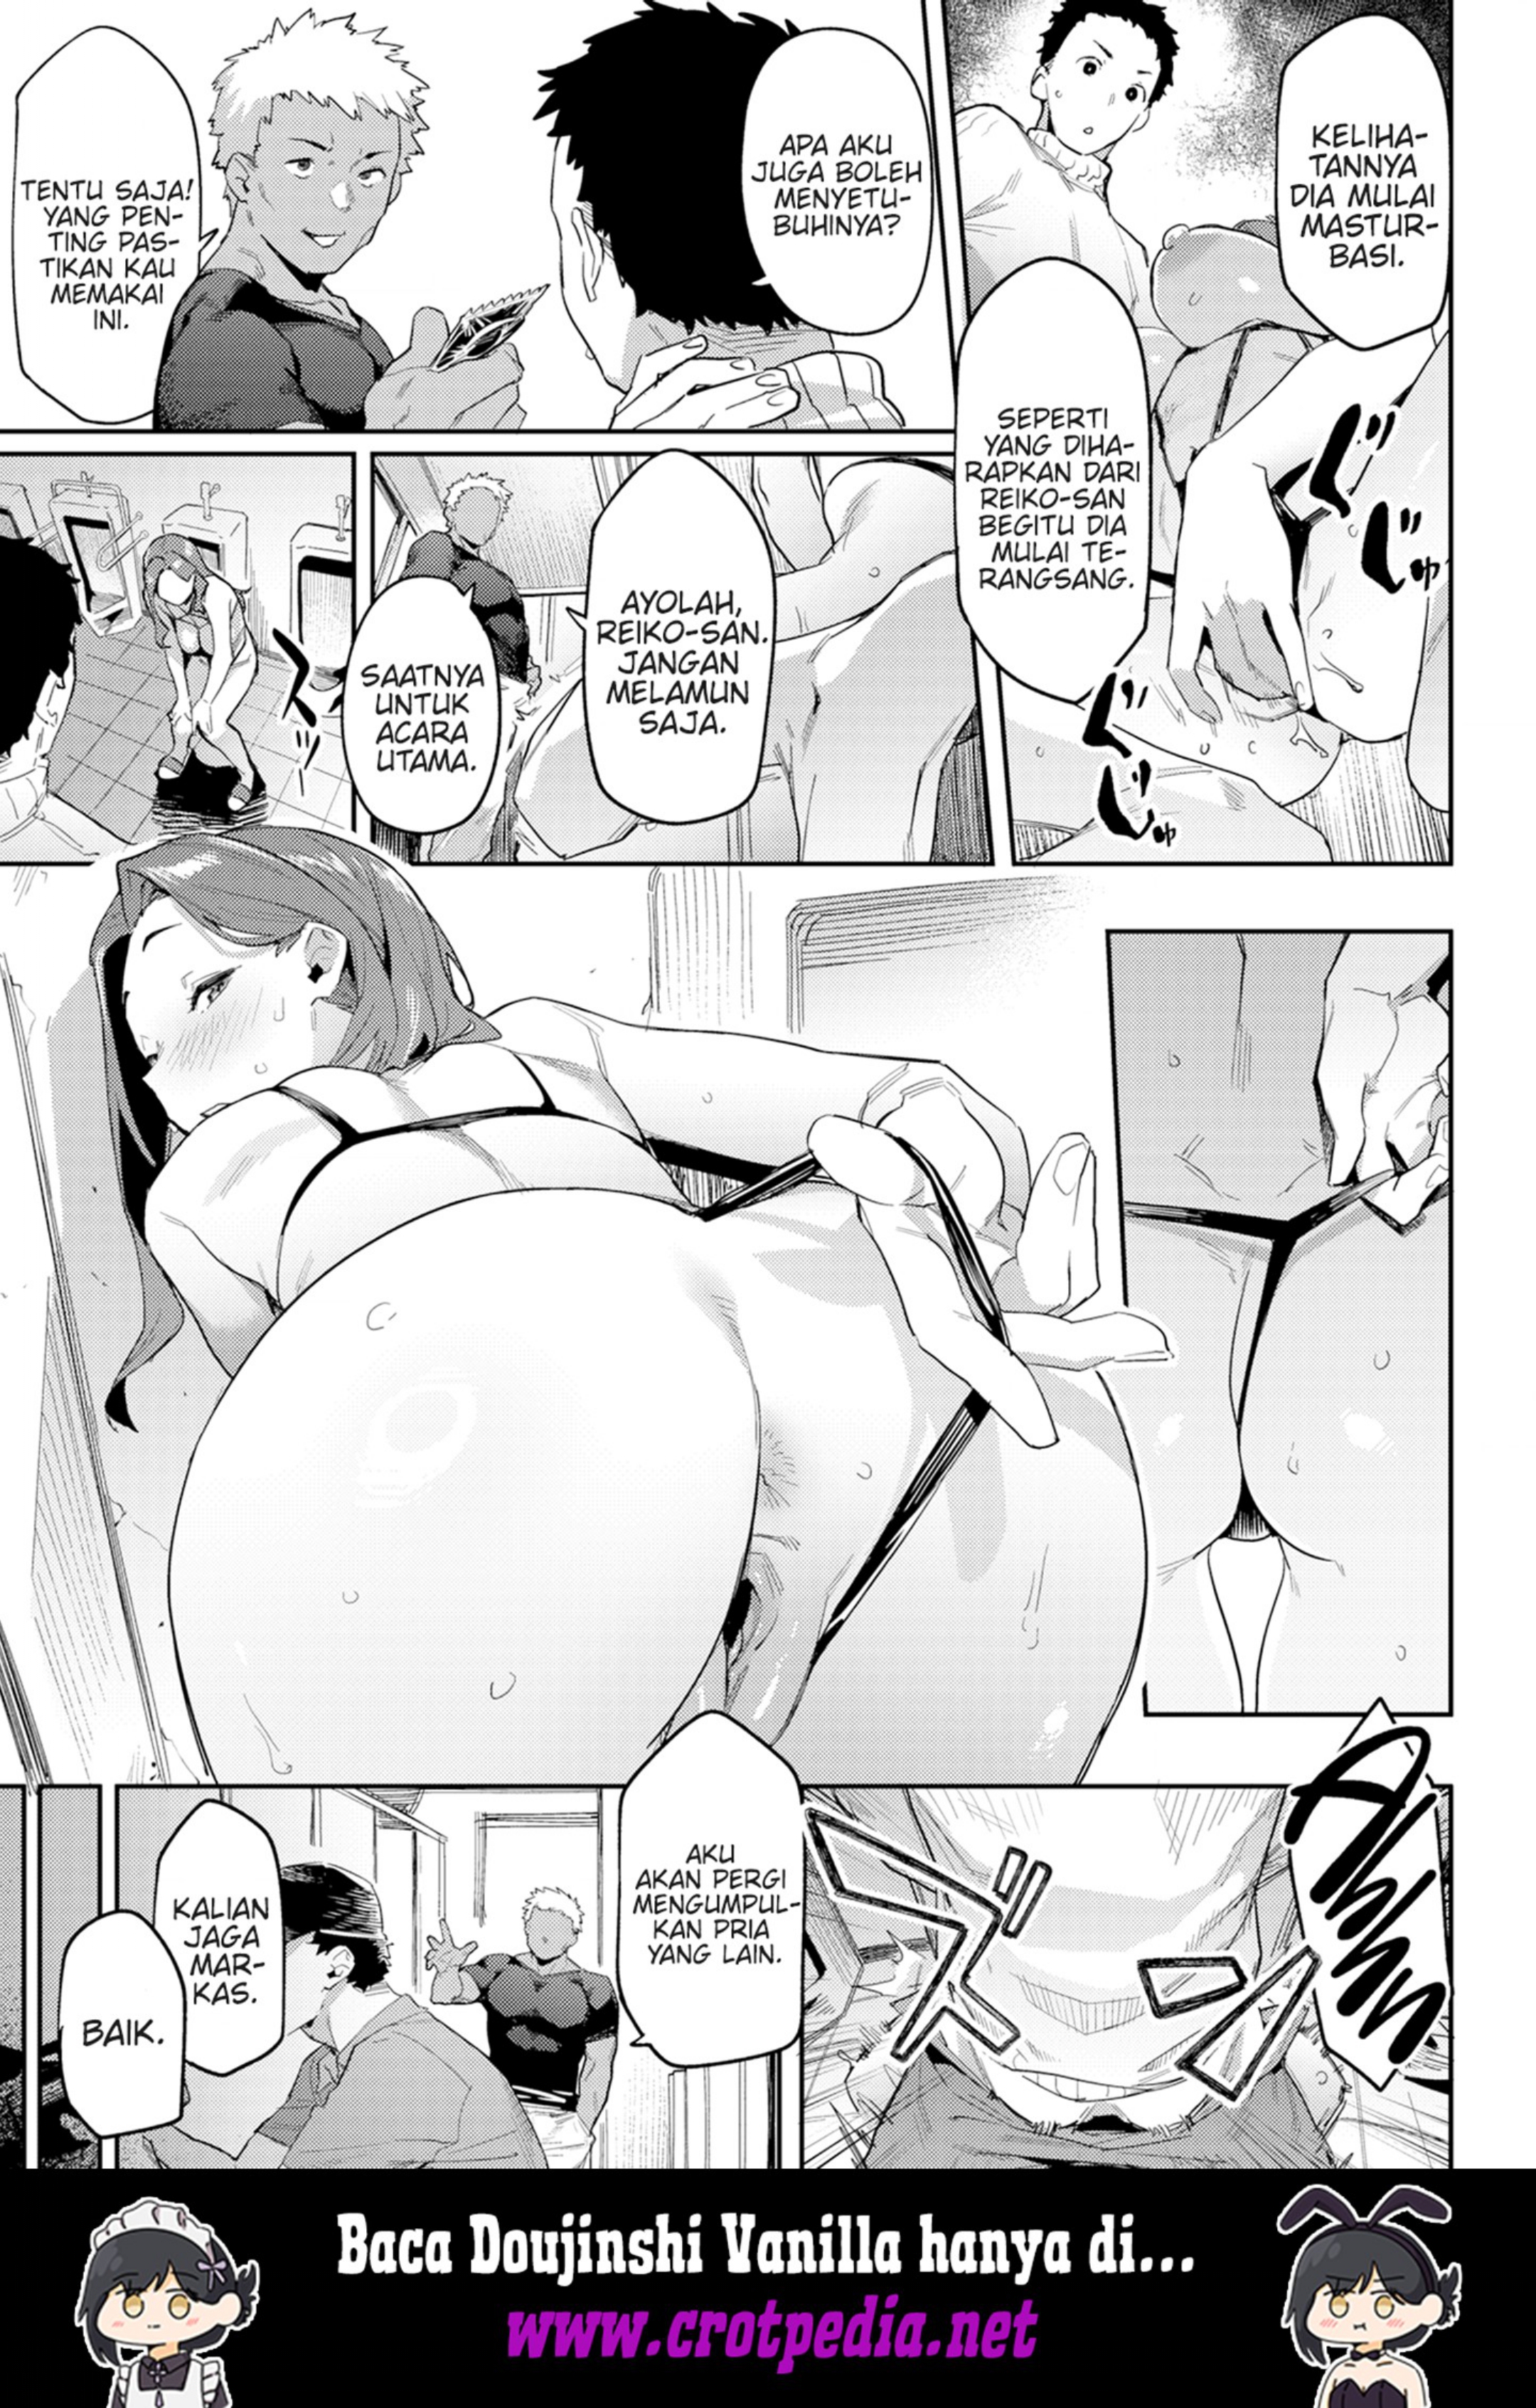 KELIHA-
TANNYA
DIA MULAI
MASTUR-
BASI.
SEPERTI
YANG DIHA-
RAPKAN DARI
REIKO-SAN
BEGITU DIA
MULAI TE-
RANGSANG.
APA AKU
JUGA BOLEH
MENYETU-
BUHINYA?
TENTU SAJA!
YANG PEN-
TING PAS-
TIKAN KAU
MEMAKAI
INI.
AYOLAH,
REIKO-SAN.
JANGAN
MELAMUN
SAJA.
SAATNYA
UNTUK
ACARA
UTAMA.
AKU
AKAN PERGI
MENGUMPUL-
KAN PRIA
YANG LAIN.
KALIAN
JAGA
MAR-
KAS.
BAIK.
Baca Doujinshi Vanilla hanya di...
www.crotpedia.net